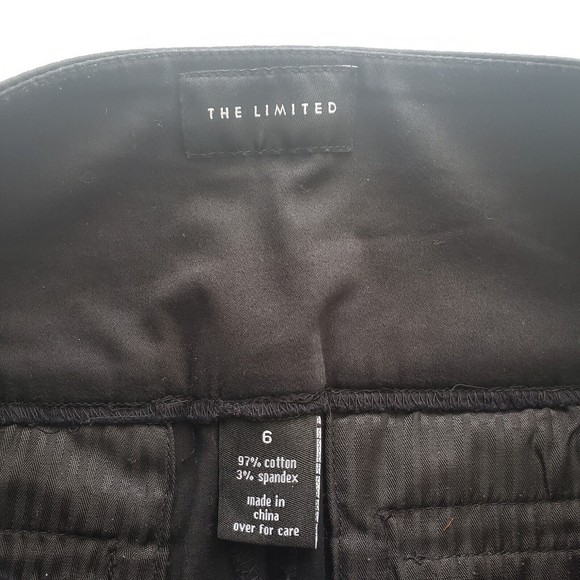 THE LIMITED
6
97% cotton
3% spandex
made in
china
over for care